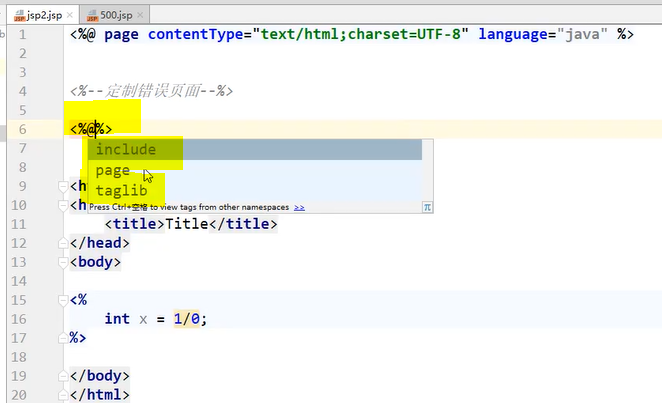 jsp2.jsp × 500.jsp ×
1 <%@ page contentType="text/html;charset=UTF-8" language="java" %>
2
3
4 <%--定制错误页面--%>
5
6 <%@%>
7 include
8 page
9 taglib
10 Press Ctrl+空格 to view tags from other namespaces >> π
11 <title>Title</title>
12 </head>
13 <body>
14
15 <%
16 int x = 1/0;
17 %>
18
19 </body>
20 </html>